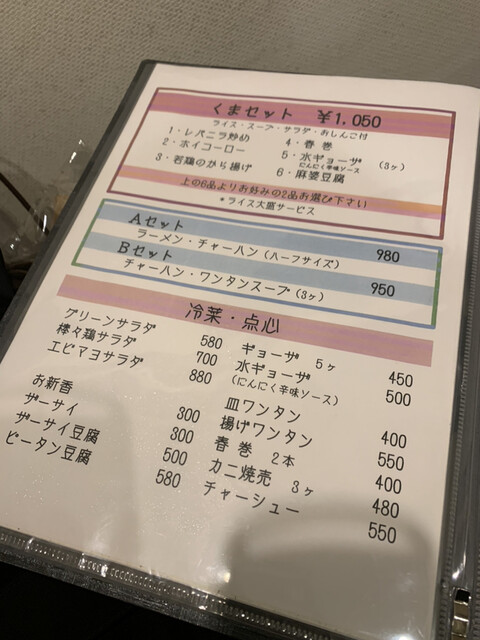 くまセット ¥1,050
ライス・スープ・サラダ・おしんこ付
1・レバニラ炒め 4・春巻
2・ホイコーロー 5・水ギョーザ (3ヶ)
にんにく辛味ソース
3・若鶏のから揚げ 6・麻婆豆腐
上の6品よりお好みの2品お選び下さい
*ライス大盛サービス
Aセット
ラーメン・チャーハン(ハーフサイズ) 980
Bセット
チャーハン・ワンタンスープ(3ヶ) 950
冷菜・点心
グリーンサラダ 580
棒々鶏サラダ 700
エビマヨサラダ 880
お新香 300
ザーサイ 300
ザーサイ豆腐 500
ピータン豆腐 580
ギョーザ 5ヶ 450
水ギョーザ 500
(にんにく辛味ソース)
皿ワンタン 400
揚げワンタン 550
春巻 2本 400
カニ焼売 3ヶ 480
チャーシュー 550